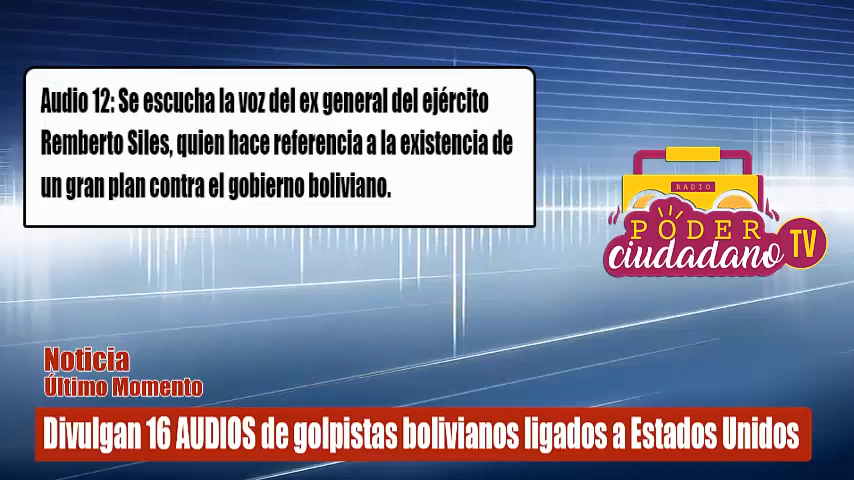 Audio 12: Se escucha la voz del ex general del ejército
Remberto Siles, quien hace referencia a la existencia de
un gran plan contra el gobierno boliviano.
RADIO
PODER
ciudadano
TV
Noticia
Último Momento
Divulgan 16 AUDIOS de golpistas bolivianos ligados a Estados Unidos